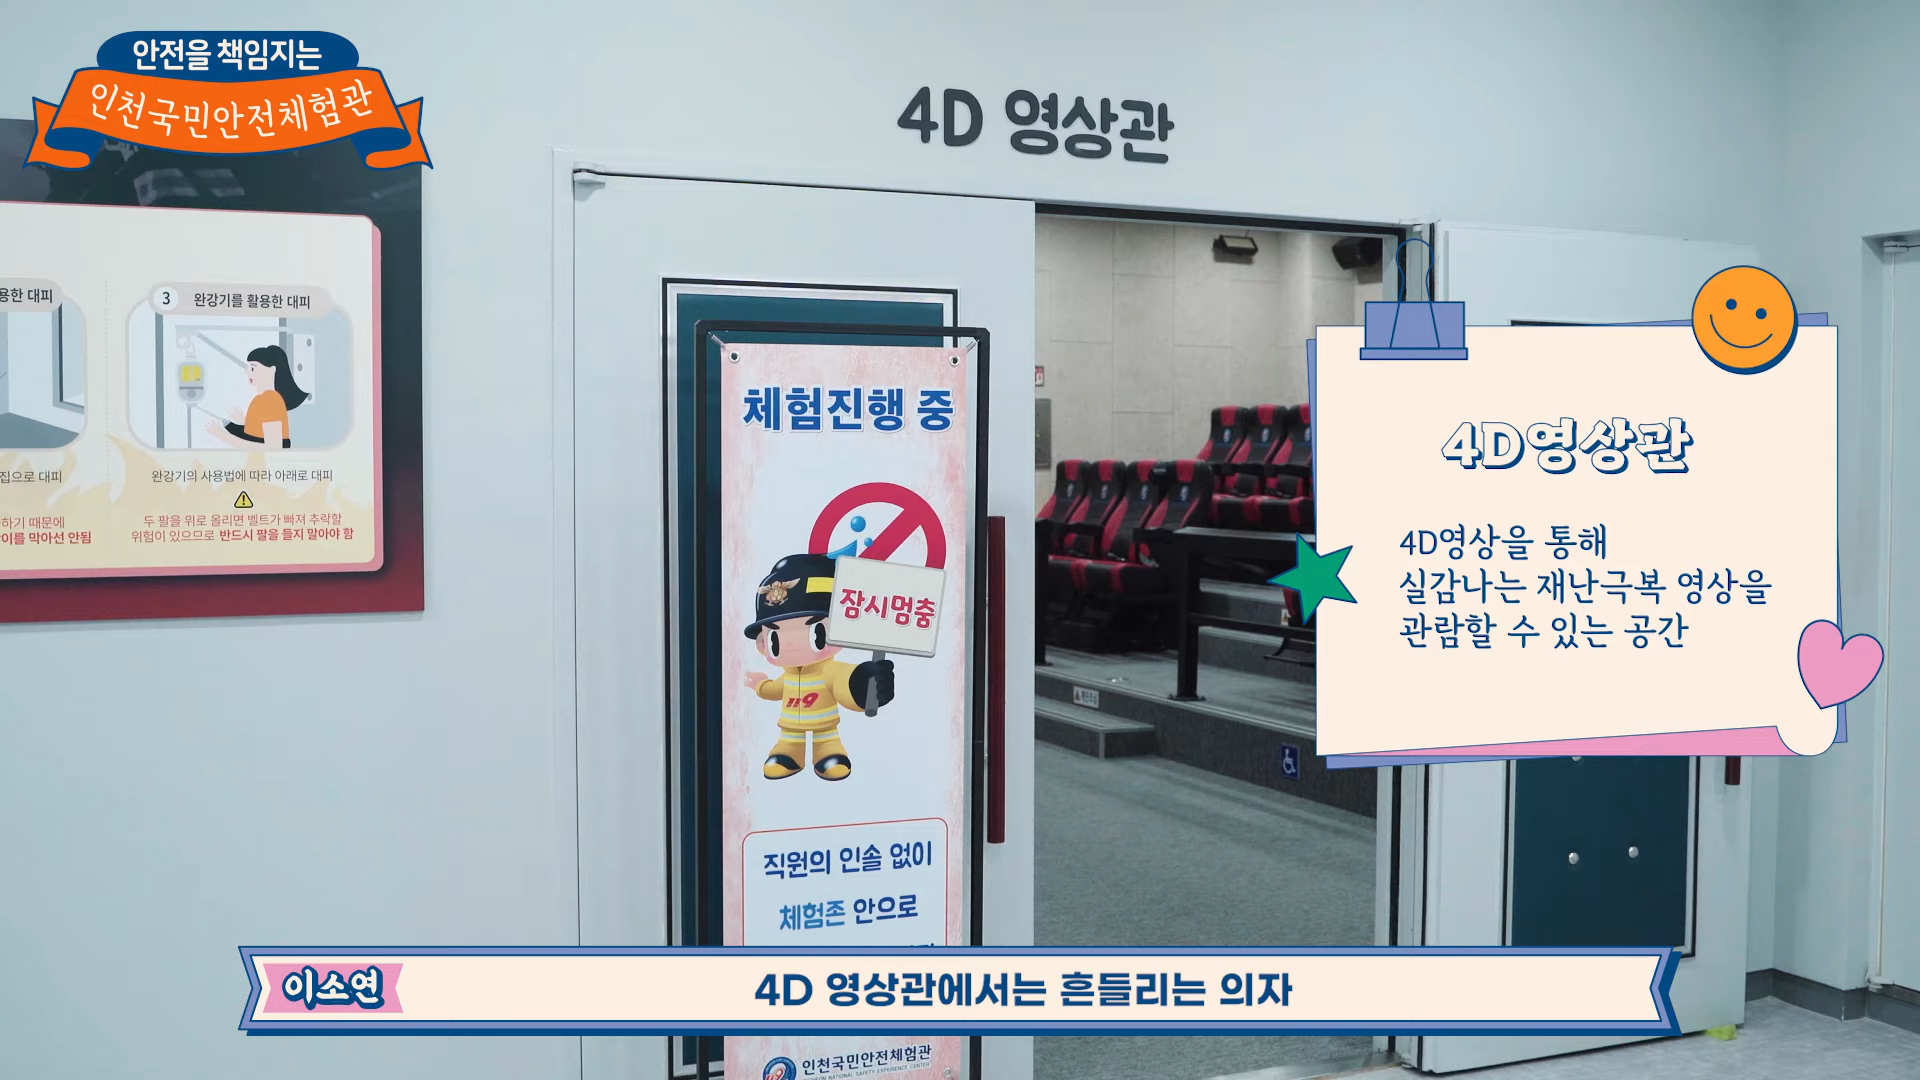 안전을 책임지는
인천국민안전체험관
4D 영상관
용한 대피
3 완강기를 활용한 대피
집으로 대피
완강기의 사용법에 따라 아래로 대피
하기 때문에
이를 막아선 안됨
두 팔을 위로 올리면 벨트가 빠져 추락할
위험이 있으므로 반드시 팔을 들지 말아야 함
체험진행 중
잠시멈춤
119
직원의 인솔 없이
체험존 안으로
4D영상관
4D영상을 통해
실감나는 재난극복 영상을
관람할 수 있는 공간
이소연
4D 영상관에서는 흔들리는 의자
인천국민안전체험관
INCHEON NATIONAL SAFETY EXPERIENCE CENTER